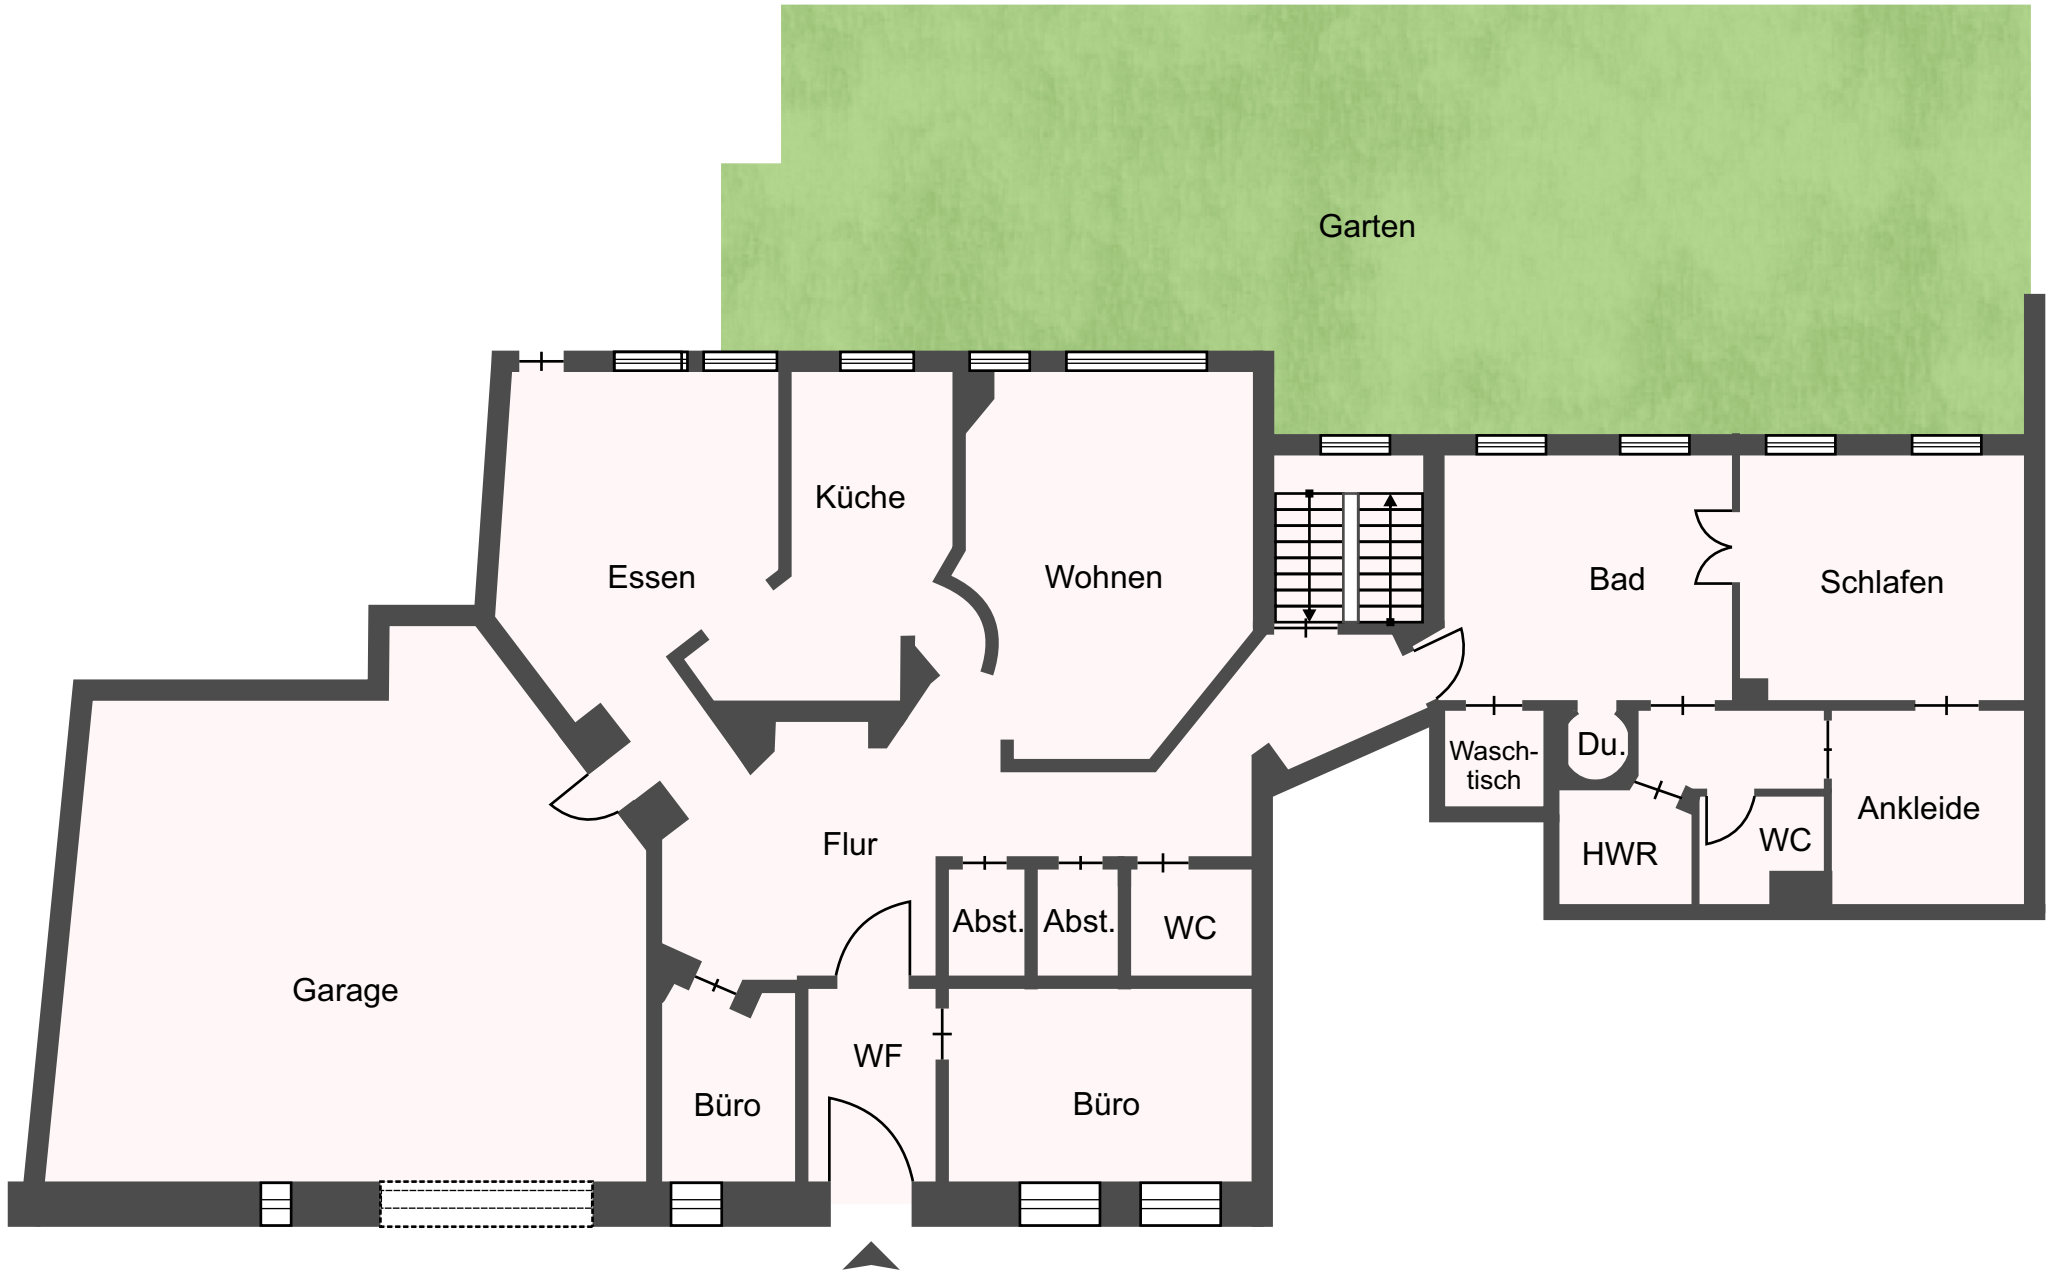 Garten
Küche
Essen
Wohnen
Bad
Schlafen
Wasch-
tisch
Du.
Ankleide
Flur
HWR
WC
Abst.
Abst.
WC
Garage
WF
Büro
Büro